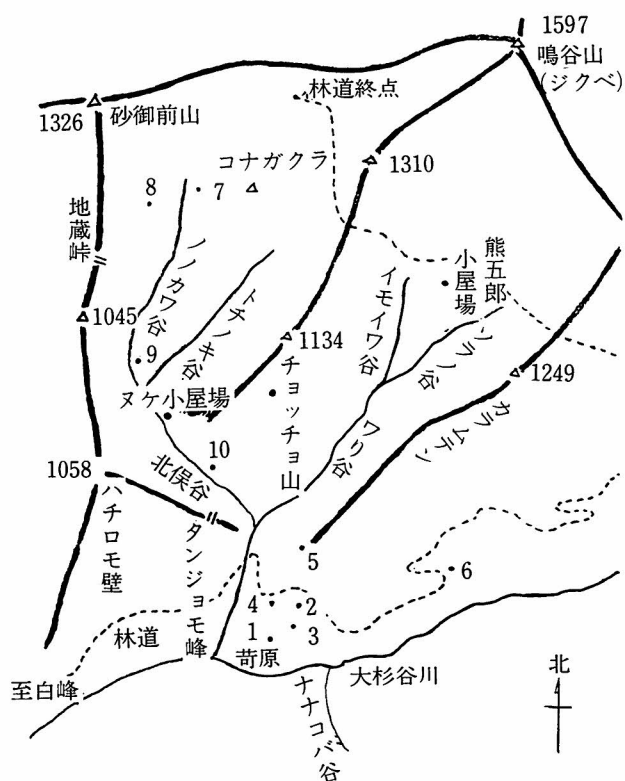 1597
鳴谷山
(ジクベ)
林道終点
1326
砂御前山
コナガクラ
1310
8
7
地蔵峠
ノノカワ谷
トチノキ谷
イモイワ谷
小屋場
熊五郎
ソラノ谷
1045
1134
9
チョッチョ山
1249
カラムテン
ヌケ小屋場
ワリ谷
10
北俣谷
1058
ハチロモ壁
タンジョモ峰
5
6
4
2
1
3
林道
苛原
大杉谷川
至白峰
ナナコバ谷
北